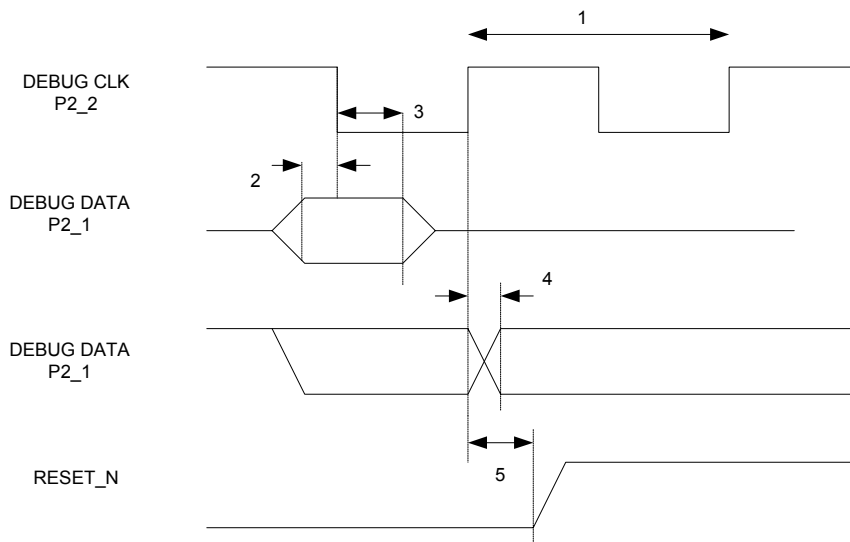 1
DEBUG CLK
P2_2
3
2
DEBUG DATA
P2_1
4
DEBUG DATA
P2_1
5
RESET_N